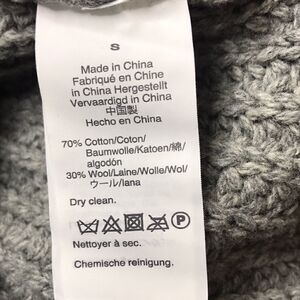 S
Made in China
Fabriqué en Chine
in China Hergestellt
Vervaardigd in China
中国製
Hecho en China
70% Cotton/Coton/
Baumwolle/Katoen/綿/
algodón
30% Wool/Laine/Wolle/Wol/
ウール/lana
Dry clean.
P
Nettoyer à sec.
Chemische reinigung.